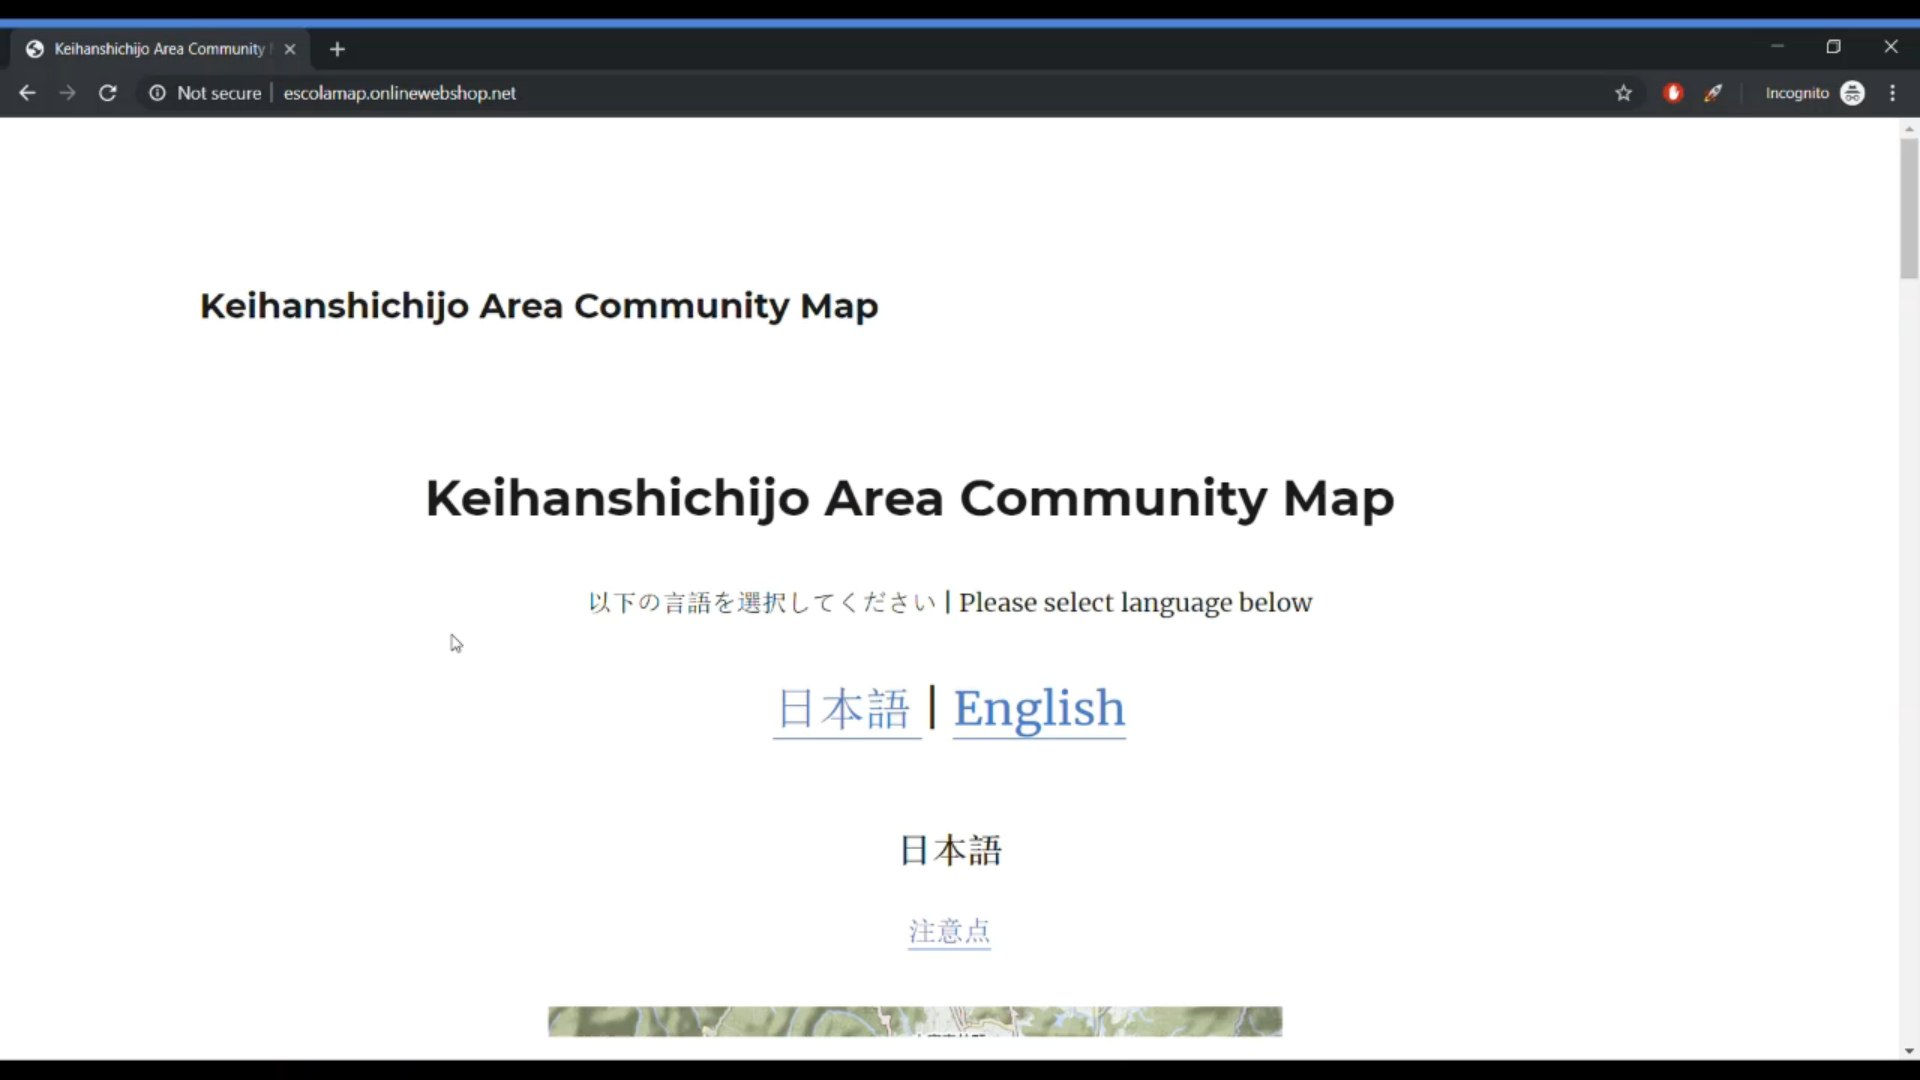 Keihanshichijo Area Community
Not secure | escolamap.onlinewebshop.net
Incognito
Keihanshichijo Area Community Map
Keihanshichijo Area Community Map
以下の言語を選択してください | Please select language below
日本語 | English
日本語
注意点